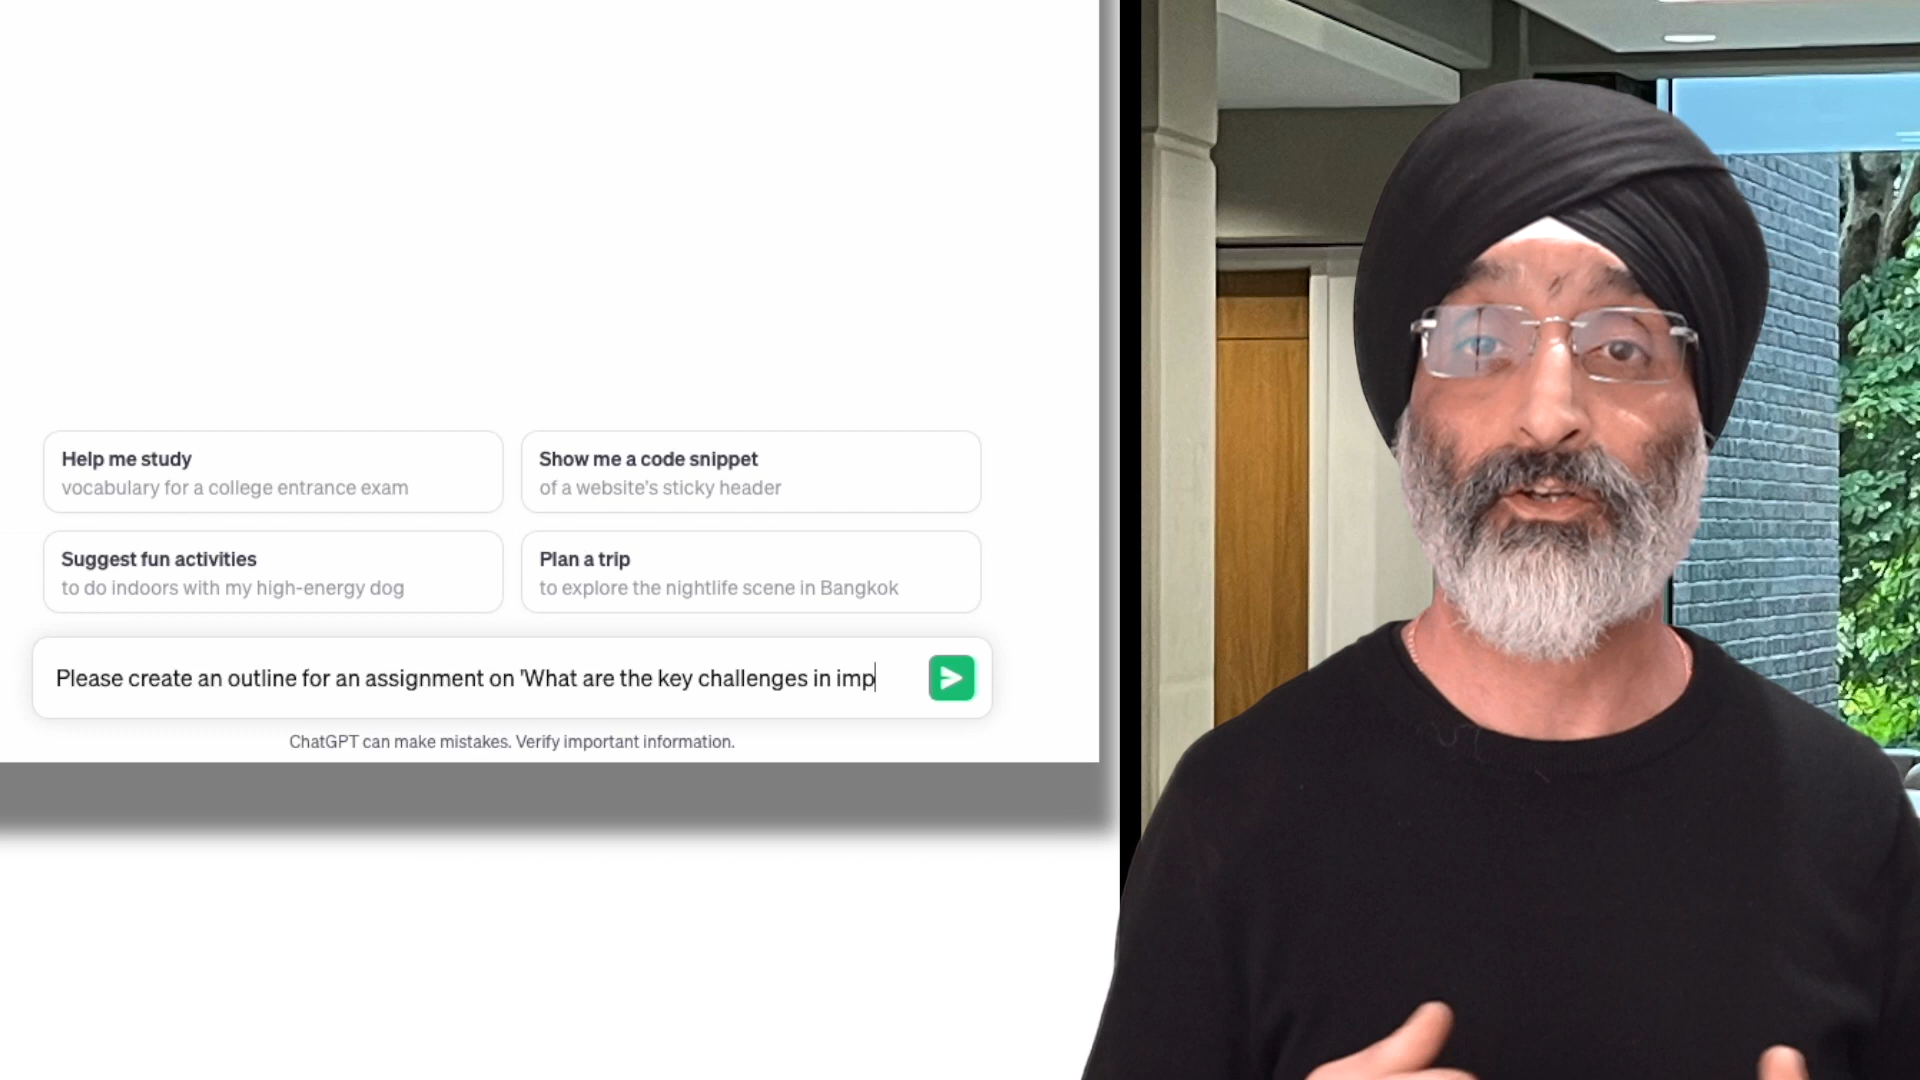 Help me study
vocabulary for a college entrance exam
Show me a code snippet
of a website's sticky header
Suggest fun activities
to do indoors with my high-energy dog
Plan a trip
to explore the nightlife scene in Bangkok
Please create an outline for an assignment on 'What are the key challenges in imp
ChatGPT can make mistakes. Verify important information.